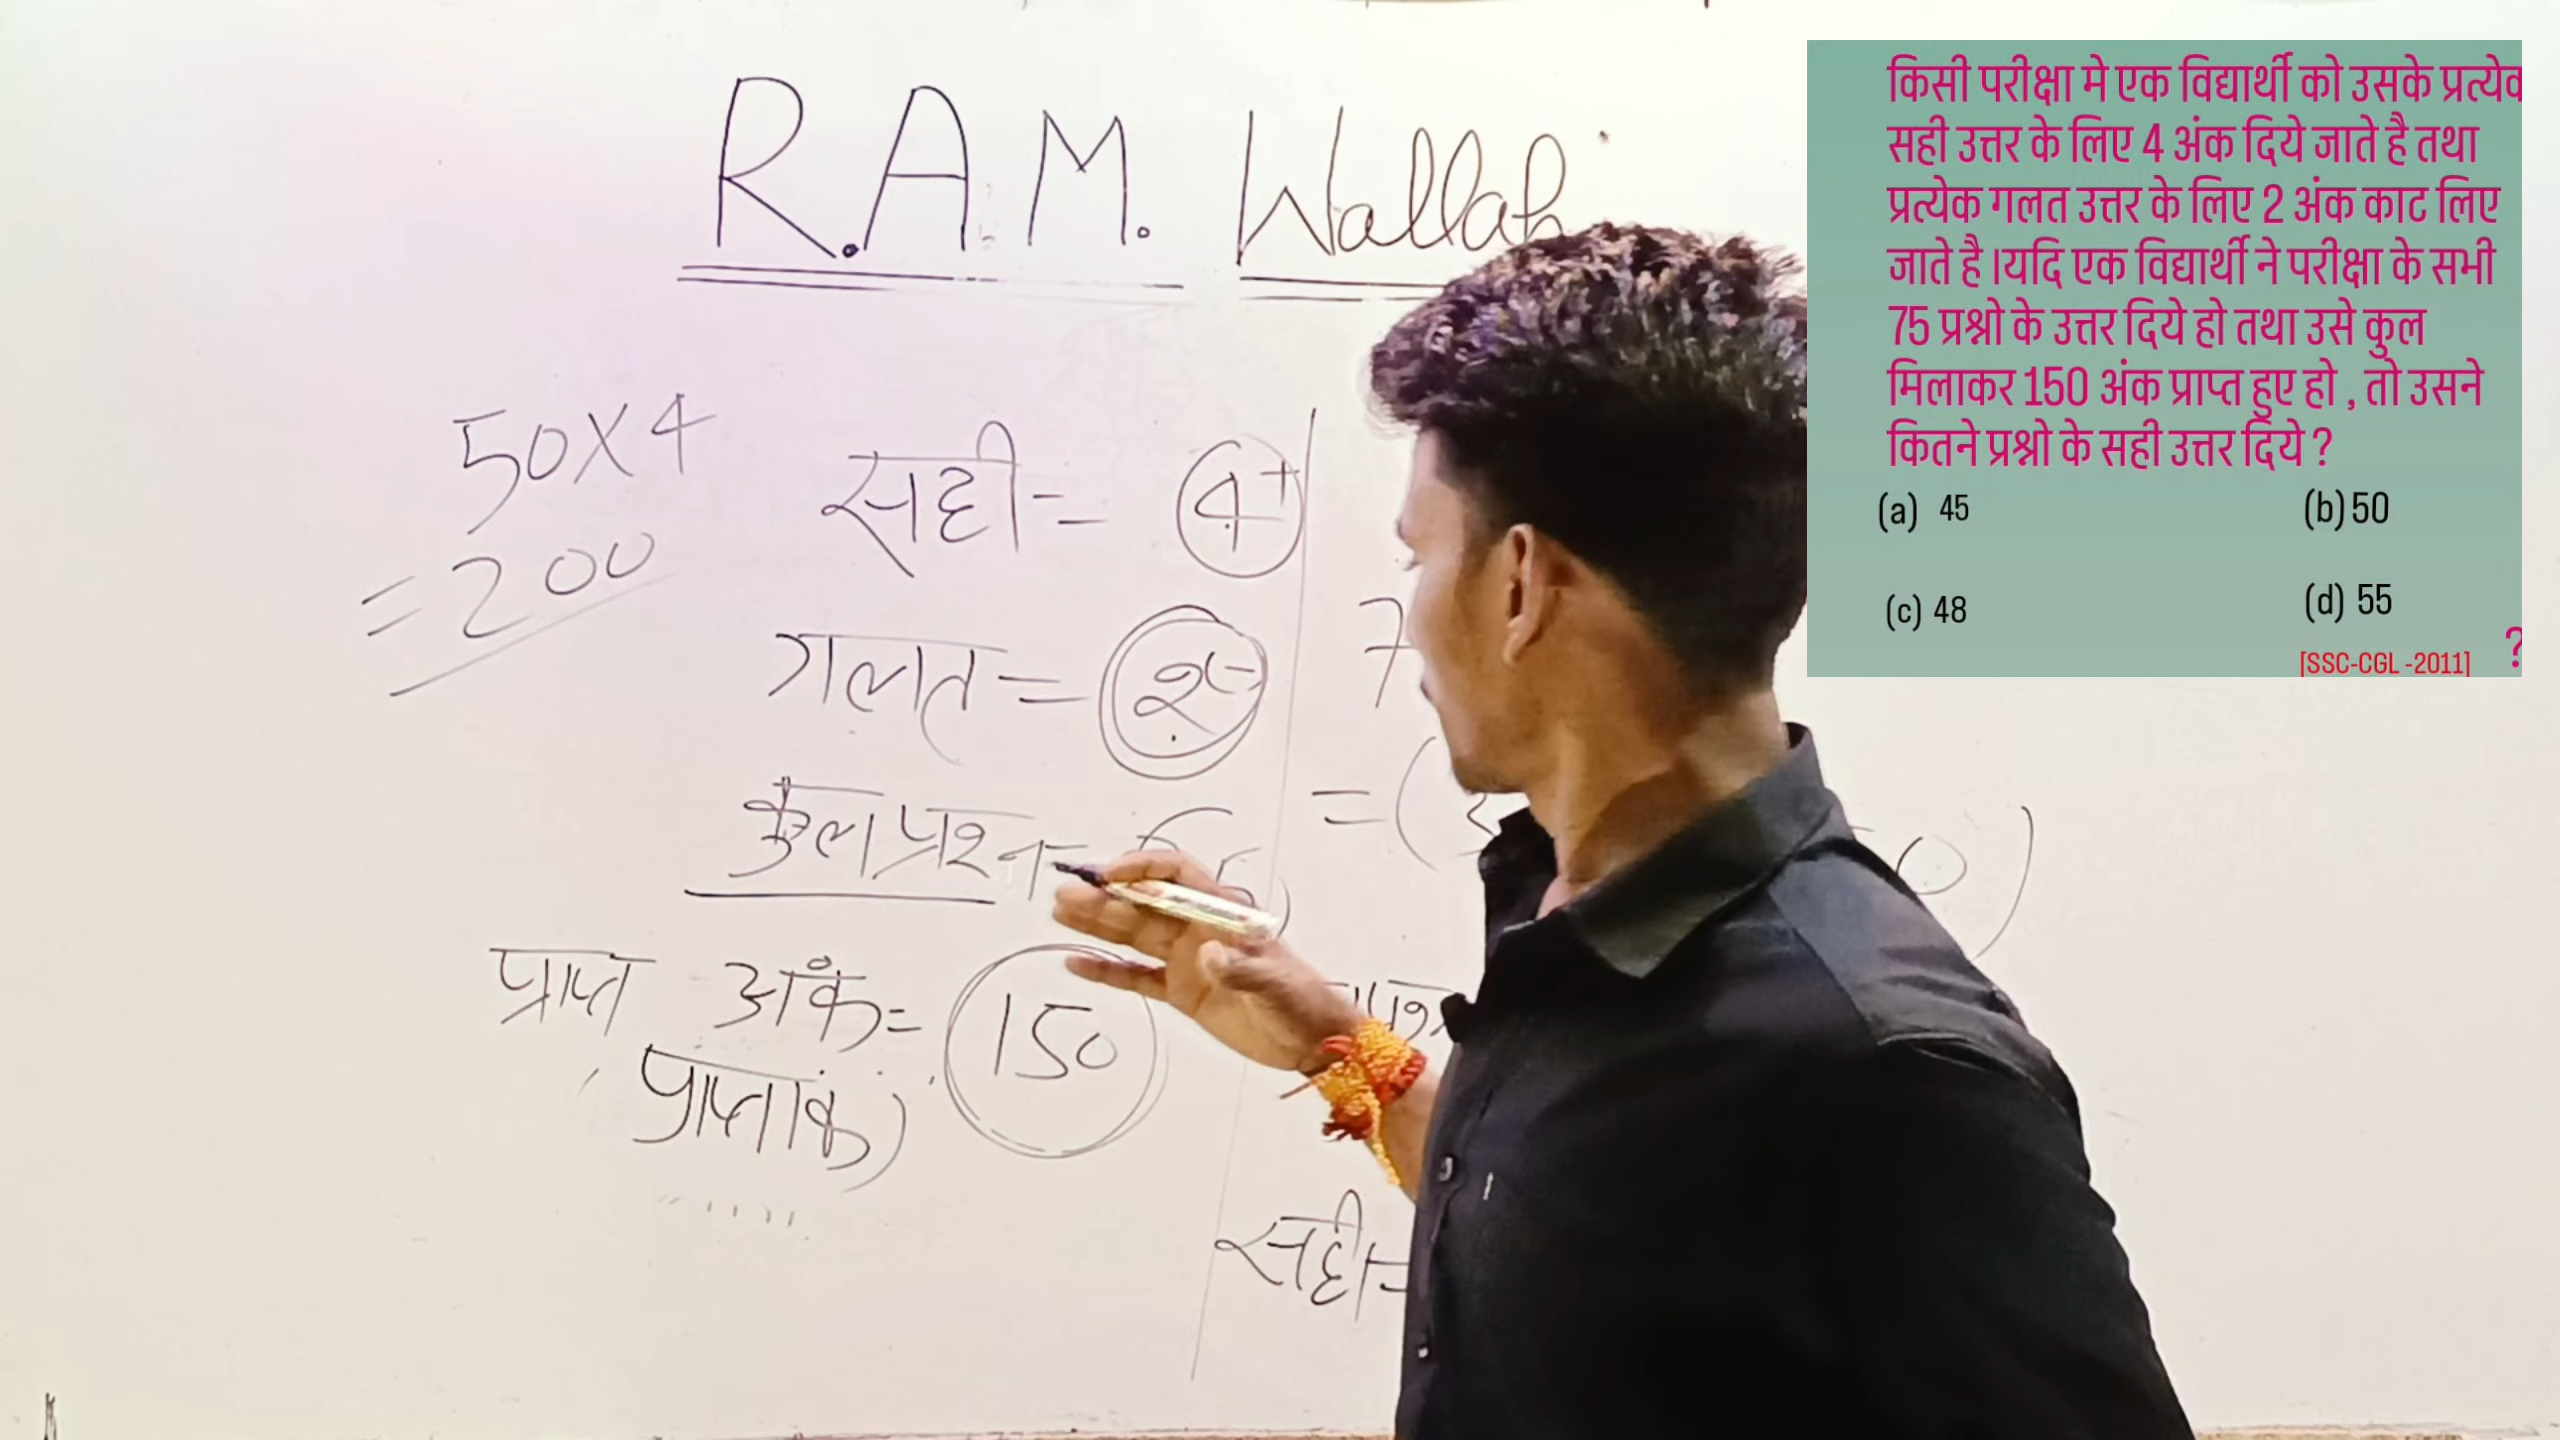 R.A.M. Wallah
50X4
= 200
सही = 4+
गलत = 2-
कुल प्रश्न =
प्राप्त अंक = 150
(प्राप्तांक)
सही =
किसी परीक्षा मे एक विद्यार्थी को उसके प्रत्येक
सही उत्तर के लिए 4 अंक दिये जाते है तथा
प्रत्येक गलत उत्तर के लिए 2 अंक काट लिए
जाते है ।यदि एक विद्यार्थी ने परीक्षा के सभी
75 प्रश्नो के उत्तर दिये हो तथा उसे कुल
मिलाकर 150 अंक प्राप्त हुए हो , तो उसने
कितने प्रश्नो के सही उत्तर दिये ?
(a) 45 (b) 50
(c) 48 (d) 55
[SSC-CGL -2011] ?